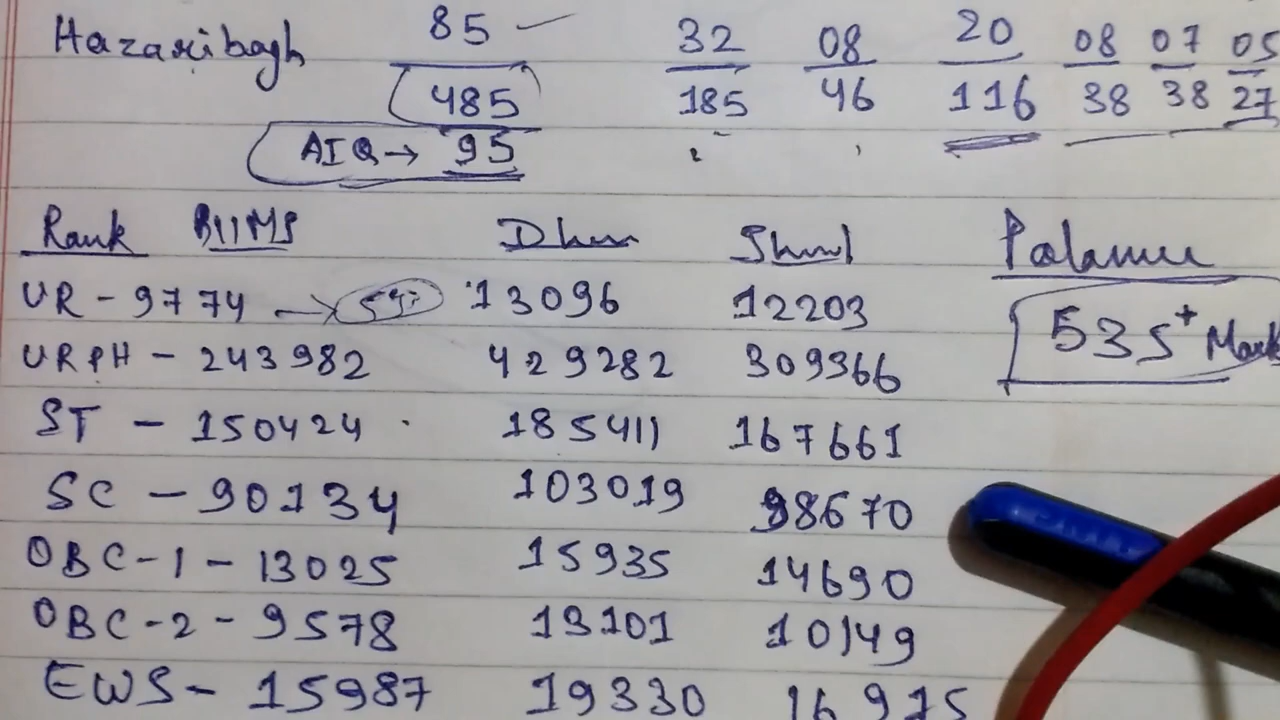 Hazaribagh 85 32 08 20 08 07 05
485 185 46 116 38 38 27
AIQ → 95
Rank Dhan Palamu
UR - 9774 → 13096 12203 535+ Mark
URPH - 243982 429282 309366
ST - 150424 185411 167661
SC - 90134 103019 98670
OBC-1 - 13025 15935 14690
OBC-2 - 9578 13101 10149
EWS - 15987 19330 16975